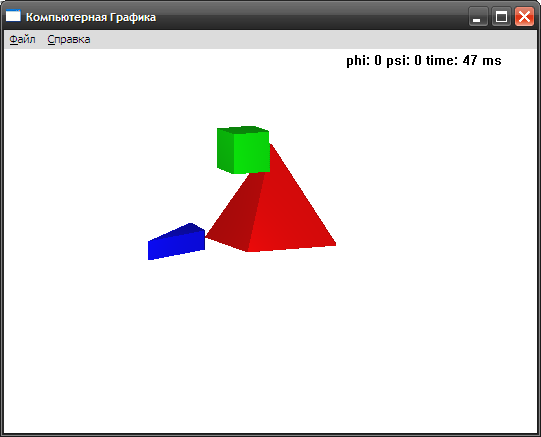 Компьютерная Графика
Файл Справка
phi: 0 psi: 0 time: 47 ms